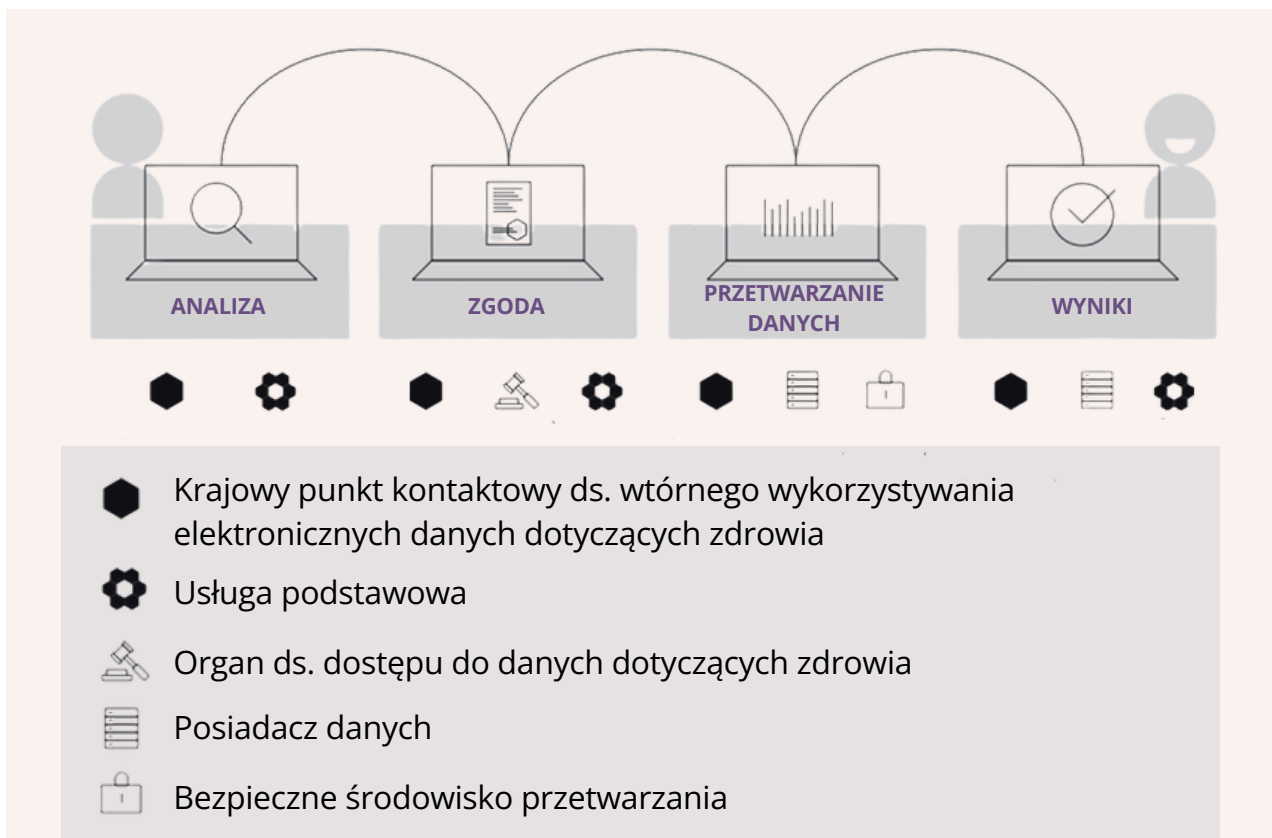 ANALIZA
ZGODA
PRZETWARZANIE
DANYCH
WYNIKI
Krajowy punkt kontaktowy ds. wtórnego wykorzystywania
elektronicznych danych dotyczących zdrowia
Usługa podstawowa
Organ ds. dostępu do danych dotyczących zdrowia
Posiadacz danych
Bezpieczne środowisko przetwarzania